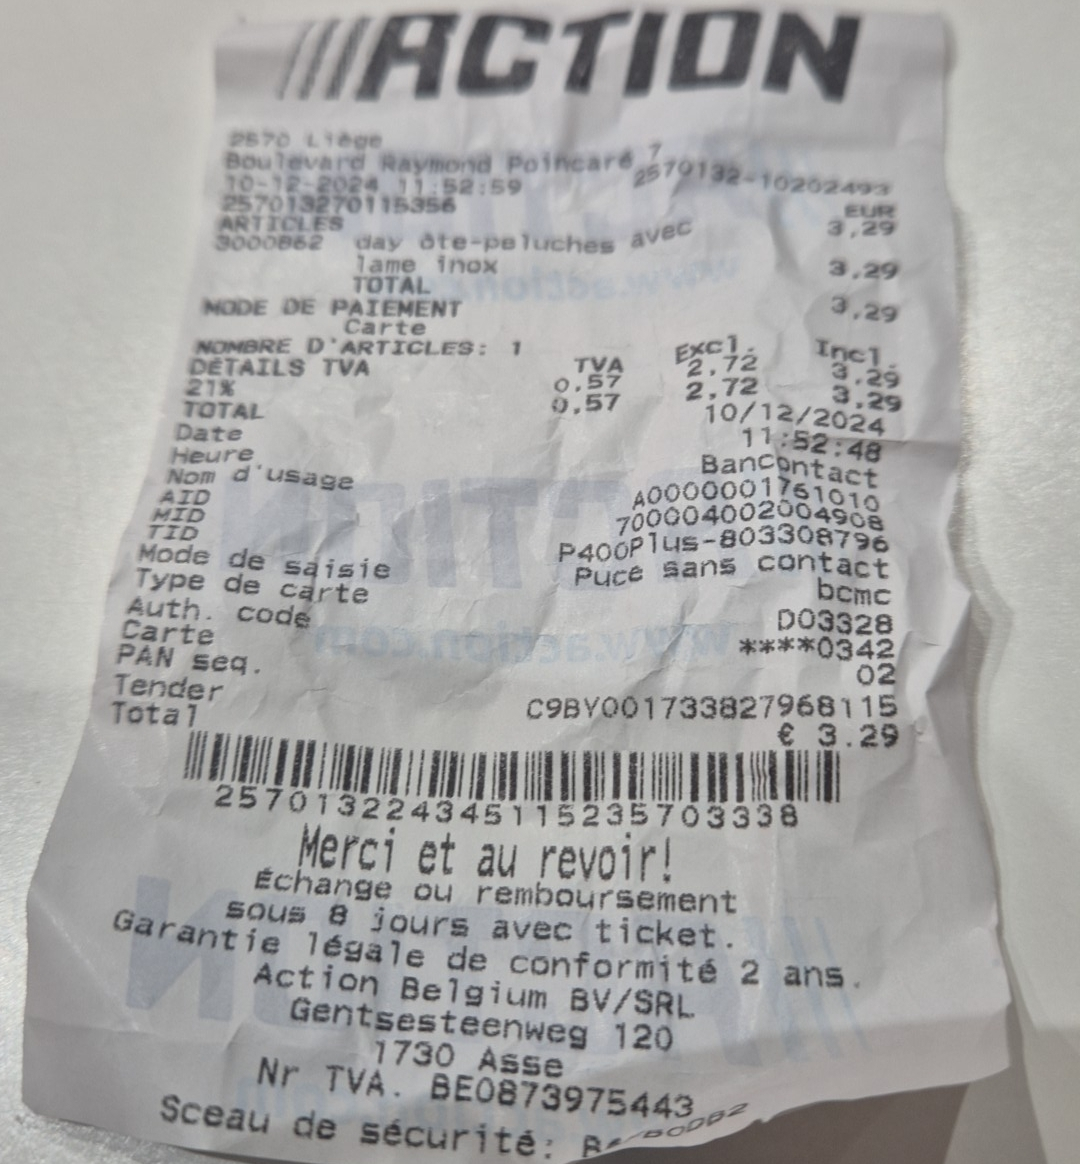 ACTION
2570 Liège
Boulevard Raymond Poincaré 7
10-12-2024 11:52:59 2570132-10202493
257013270115356
ARTICLES EUR
3000862 day ôte-peluches avec 3,29
lame inox
TOTAL 3,29
MODE DE PAIEMENT
Carte 3,29
NOMBRE D'ARTICLES: 1
DÉTAILS TVA TVA Excl. Incl.
21% 0,57 2,72 3,29
TOTAL 0,57 2,72 3,29
Date 10/12/2024
Heure 11:52:48
Nom d'usage Bancontact
AID A0000001761010
MID 700004002004908
TID P400Plus-803308796
Mode de saisie Puce sans contact
Type de carte bcmc
Auth. code D03328
Carte ****0342
PAN seq. 02
Tender C9BY001733827968115
Total € 3.29
257013224345115235703338
Merci et au revoir!
Échange ou remboursement
sous 8 jours avec ticket.
Garantie légale de conformité 2 ans.
Action Belgium BV/SRL
Gentsesteenweg 120
1730 Asse
Nr TVA. BE0873975443
Sceau de sécurité: